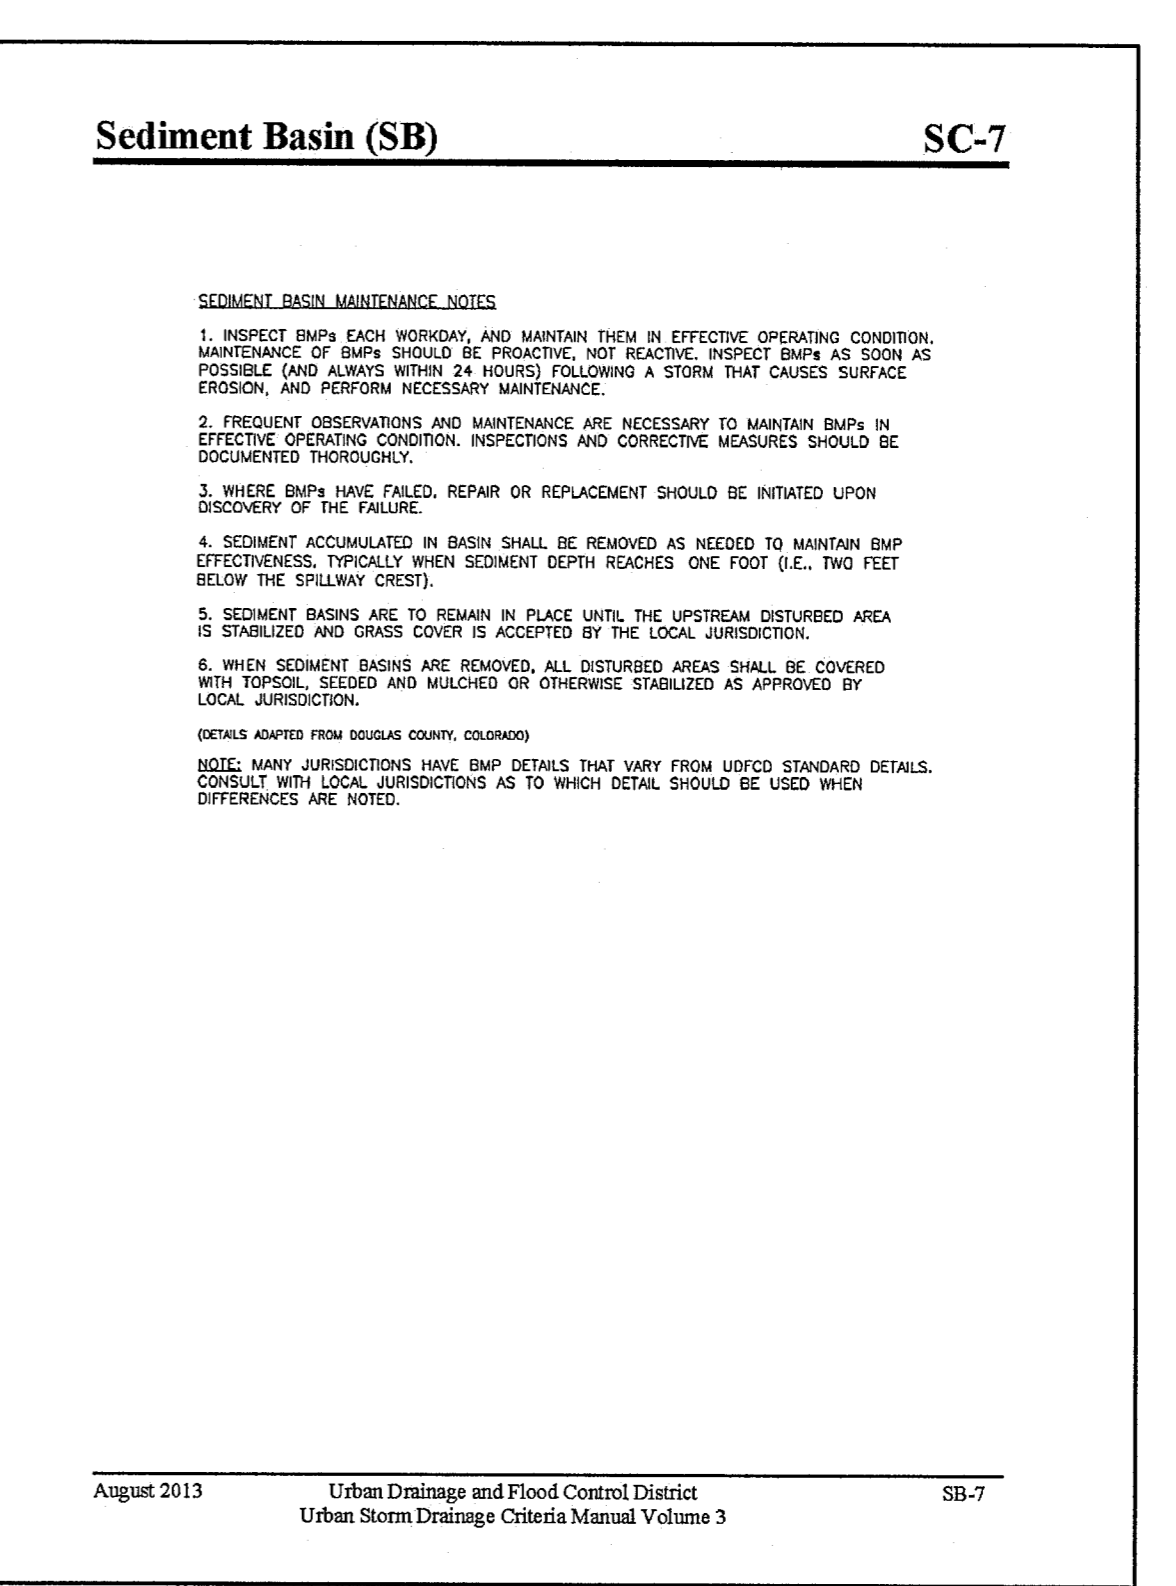 Sediment Basin (SB) SC-7
SEDIMENT BASIN MAINTENANCE NOTES
1. INSPECT BMPs EACH WORKDAY, AND MAINTAIN THEM IN EFFECTIVE OPERATING CONDITION.
MAINTENANCE OF BMPs SHOULD BE PROACTIVE, NOT REACTIVE. INSPECT BMPs AS SOON AS
POSSIBLE (AND ALWAYS WITHIN 24 HOURS) FOLLOWING A STORM THAT CAUSES SURFACE
EROSION, AND PERFORM NECESSARY MAINTENANCE.
2. FREQUENT OBSERVATIONS AND MAINTENANCE ARE NECESSARY TO MAINTAIN BMPs IN
EFFECTIVE OPERATING CONDITION. INSPECTIONS AND CORRECTIVE MEASURES SHOULD BE
DOCUMENTED THOROUGHLY.
3. WHERE BMPs HAVE FAILED, REPAIR OR REPLACEMENT SHOULD BE INITIATED UPON
DISCOVERY OF THE FAILURE.
4. SEDIMENT ACCUMULATED IN BASIN SHALL BE REMOVED AS NEEDED TO MAINTAIN BMP
EFFECTIVENESS, TYPICALLY WHEN SEDIMENT DEPTH REACHES ONE FOOT (I.E., TWO FEET
BELOW THE SPILLWAY CREST).
5. SEDIMENT BASINS ARE TO REMAIN IN PLACE UNTIL THE UPSTREAM DISTURBED AREA
IS STABILIZED AND GRASS COVER IS ACCEPTED BY THE LOCAL JURISDICTION.
6. WHEN SEDIMENT BASINS ARE REMOVED, ALL DISTURBED AREAS SHALL BE COVERED
WITH TOPSOIL, SEEDED AND MULCHED OR OTHERWISE STABILIZED AS APPROVED BY
LOCAL JURISDICTION.
(DETAILS ADAPTED FROM DOUGLAS COUNTY, COLORADO)
NOTE: MANY JURISDICTIONS HAVE BMP DETAILS THAT VARY FROM UDFCD STANDARD DETAILS.
CONSULT WITH LOCAL JURISDICTIONS AS TO WHICH DETAIL SHOULD BE USED WHEN
DIFFERENCES ARE NOTED.
August 2013 Urban Drainage and Flood Control District SB-7
Urban Storm Drainage Criteria Manual Volume 3